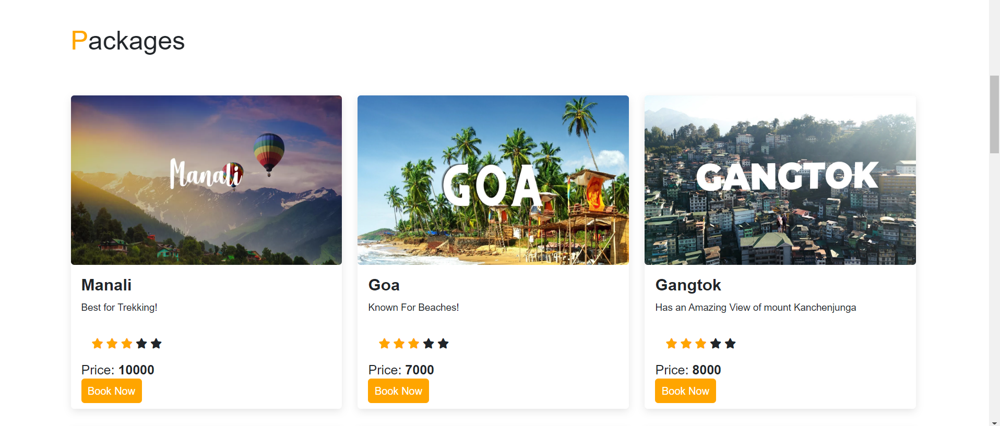 Packages
Manali
GOA
GANGTOK
Manali
Best for Trekking!
Price: 10000
Book Now
Goa
Known For Beaches!
Price: 7000
Book Now
Gangtok
Has an Amazing View of mount Kanchenjunga
Price: 8000
Book Now